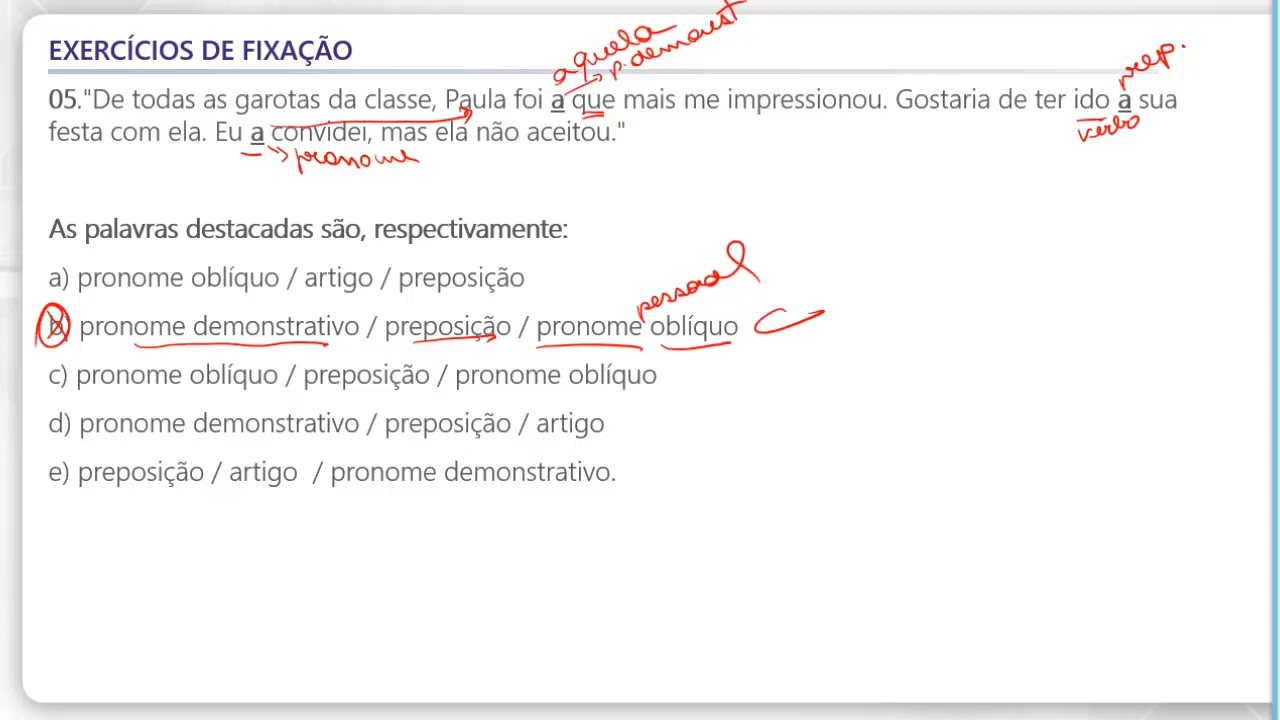 aquela
p. demonst
prep.
EXERCÍCIOS DE FIXAÇÃO
05."De todas as garotas da classe, Paula foi a que mais me impressionou. Gostaria de ter ido a sua
verbo
festa com ela. Eu a convidei, mas ela não aceitou."
pronome
As palavras destacadas são, respectivamente:
a) pronome oblíquo / artigo / preposição
pessoal
b) pronome demonstrativo / preposição / pronome oblíquo
c) pronome oblíquo / preposição / pronome oblíquo
d) pronome demonstrativo / preposição / artigo
e) preposição / artigo / pronome demonstrativo.